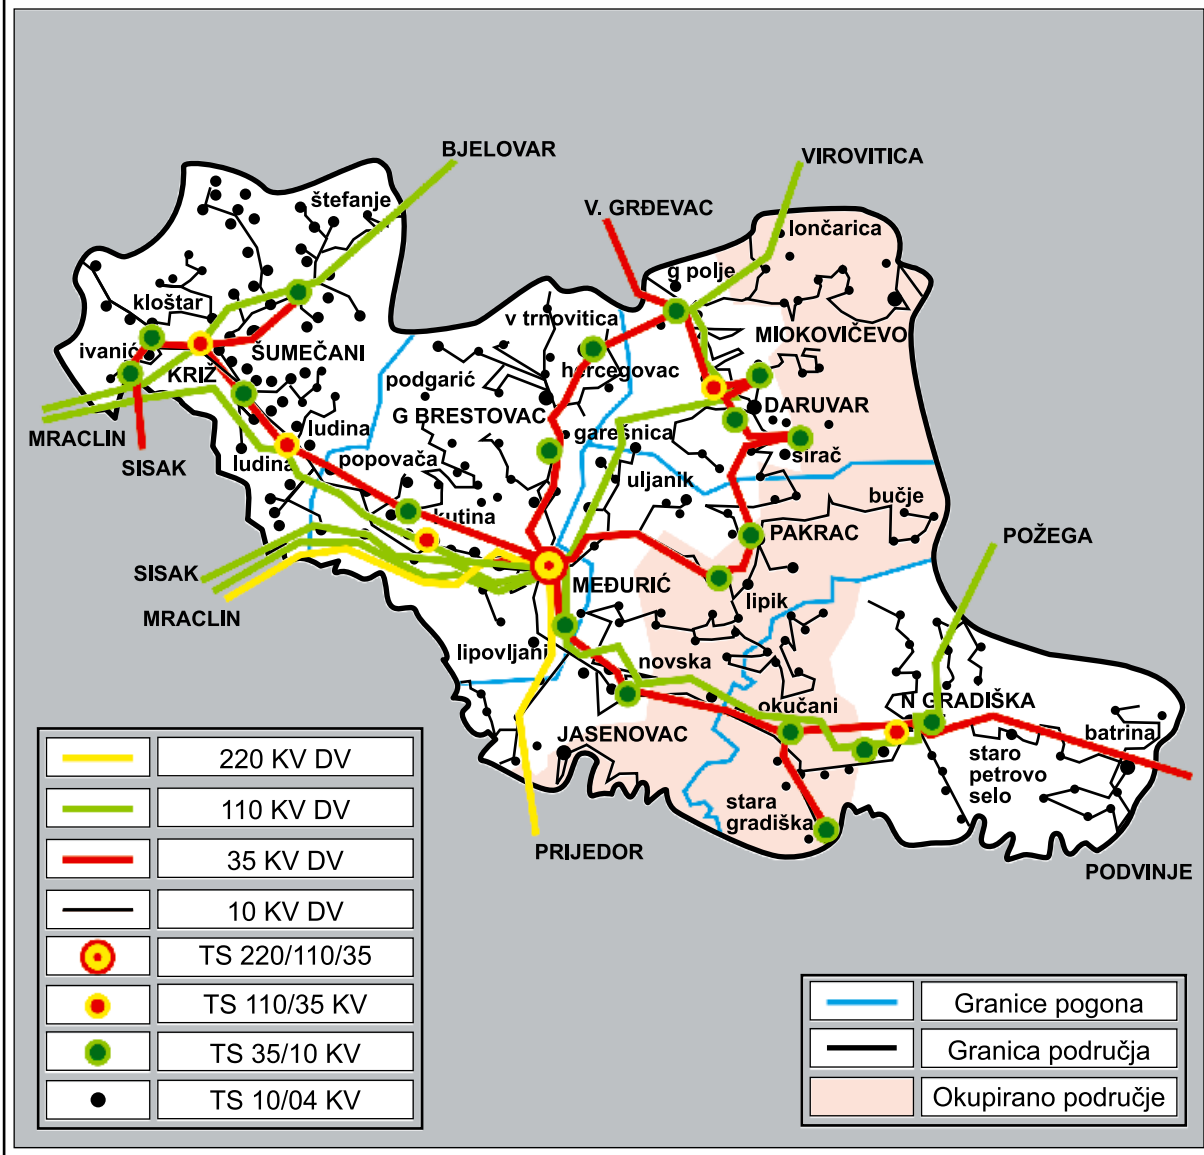 BJELOVAR
VIROVITICA
štefanje
V. GRĐEVAC
lončarica
g polje
kloštar
v trnovitica
MIOKOVIČEVO
ivanić
ŠUMEČANI
hercegovac
KRIŽ
podgarić
DARUVAR
G BRESTOVAC
MRACLIN
ludina
garešnica
SISAK
ludina
popovača
sirač
uljanik
bučje
kutina
PAKRAC
POŽEGA
SISAK
MEĐURIĆ
lipik
MRACLIN
lipovljani
novska
okučani
N GRADIŠKA
JASENOVAC
batrina
staro
petrovo
selo
stara
gradiška
PRIJEDOR
PODVINJE
220 KV DV
110 KV DV
35 KV DV
10 KV DV
TS 220/110/35
TS 110/35 KV
TS 35/10 KV
TS 10/04 KV
Granice pogona
Granica područja
Okupirano područje